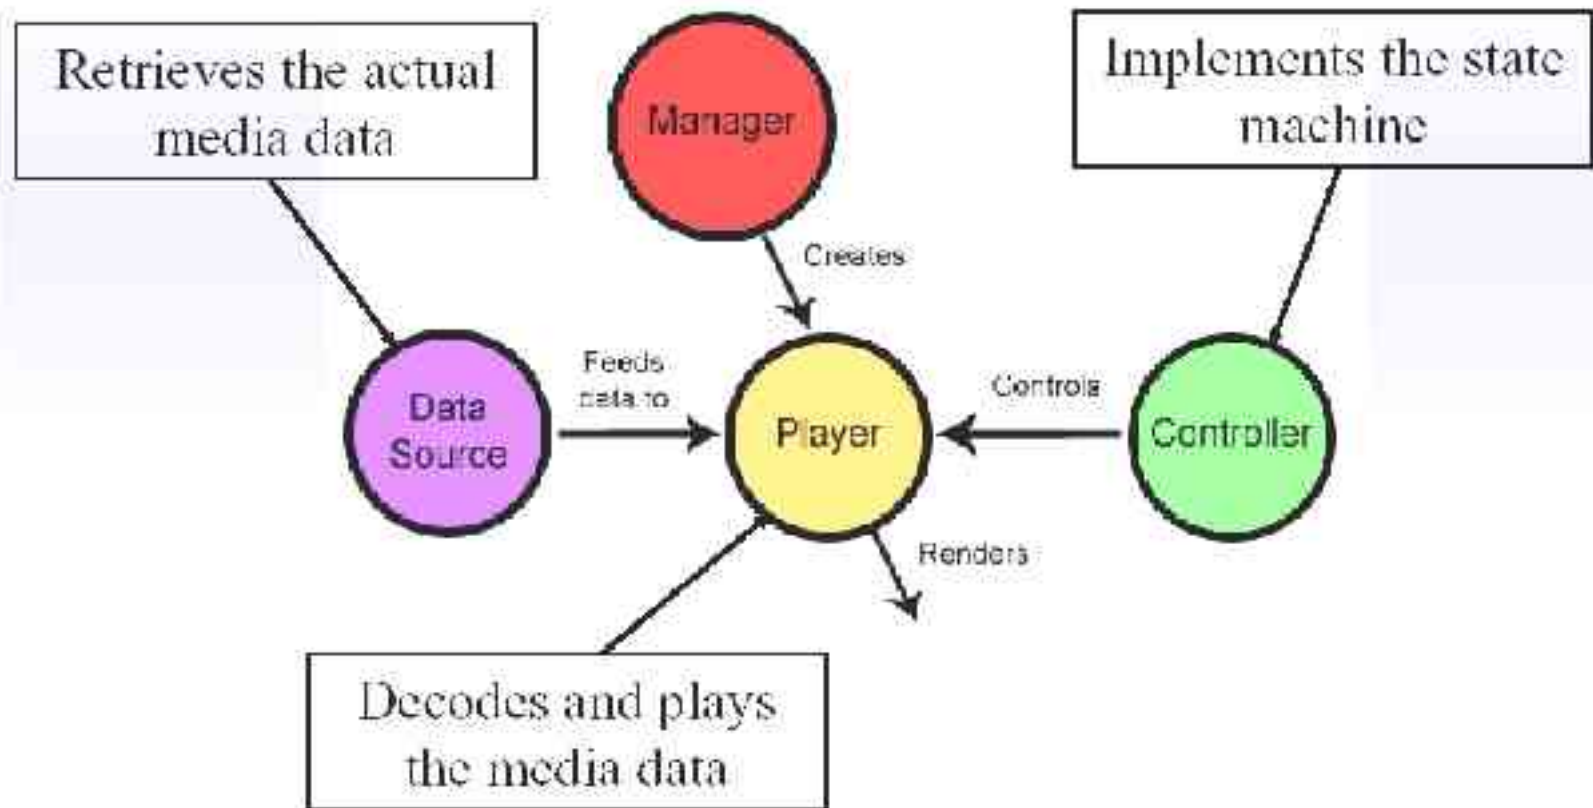 Retrieves the actual
media data
Manager
Implements the state
machine
Creates
Data
Source
Feeds
data to
Player
Controls
Controller
Renders
Decodes and plays
the media data